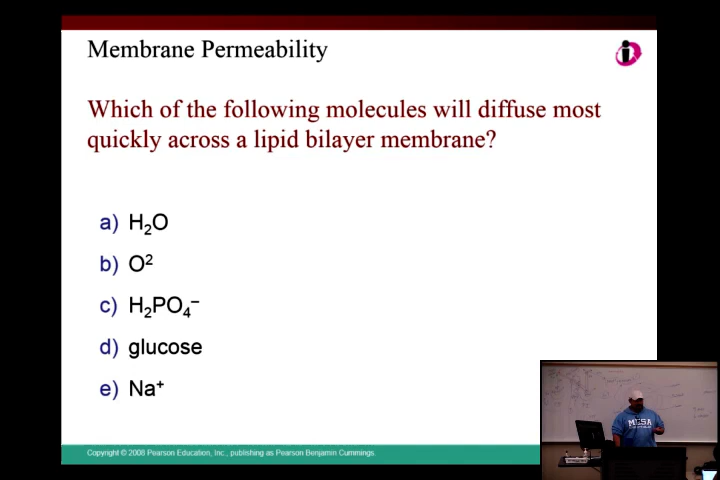 Membrane Permeability
Which of the following molecules will diffuse most
quickly across a lipid bilayer membrane?
a) H₂O
b) O²
c) H₂PO₄⁻
d) glucose
e) Na⁺
Copyright © 2008 Pearson Education, Inc., publishing as Pearson Benjamin Cummings
MESA